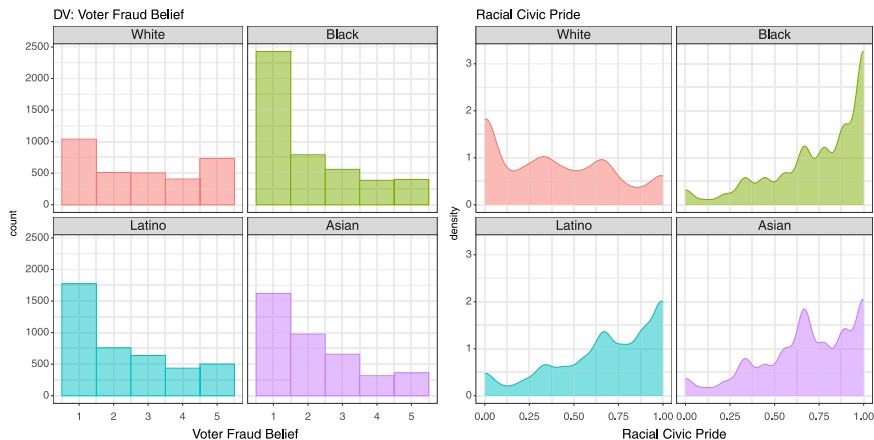 DV: Voter Fraud Belief
White
Black
2500
2000
1500
1000
500
0
Latino
Asian
2500
2000
1500
1000
500
0
count
1 2 3 4 5
1 2 3 4 5
Voter Fraud Belief
Racial Civic Pride
White
Black
3
2
1
0
Latino
Asian
3
2
1
0
density
0.00 0.25 0.50 0.75 1.00
0.00 0.25 0.50 0.75 1.00
Racial Civic Pride